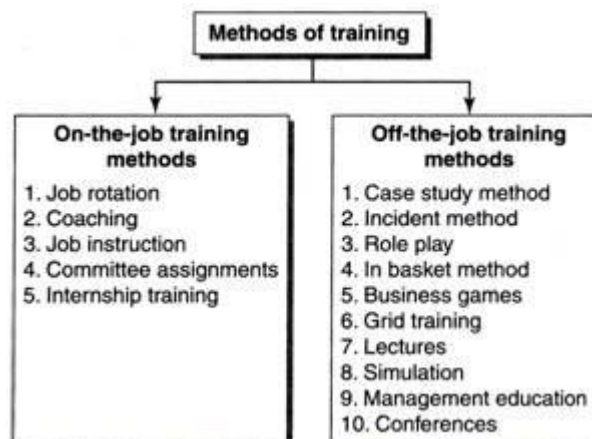 Methods of training
On-the-job training
methods
1. Job rotation
2. Coaching
3. Job instruction
4. Committee assignments
5. Internship training
Off-the-job training
methods
1. Case study method
2. Incident method
3. Role play
4. In basket method
5. Business games
6. Grid training
7. Lectures
8. Simulation
9. Management education
10. Conferences